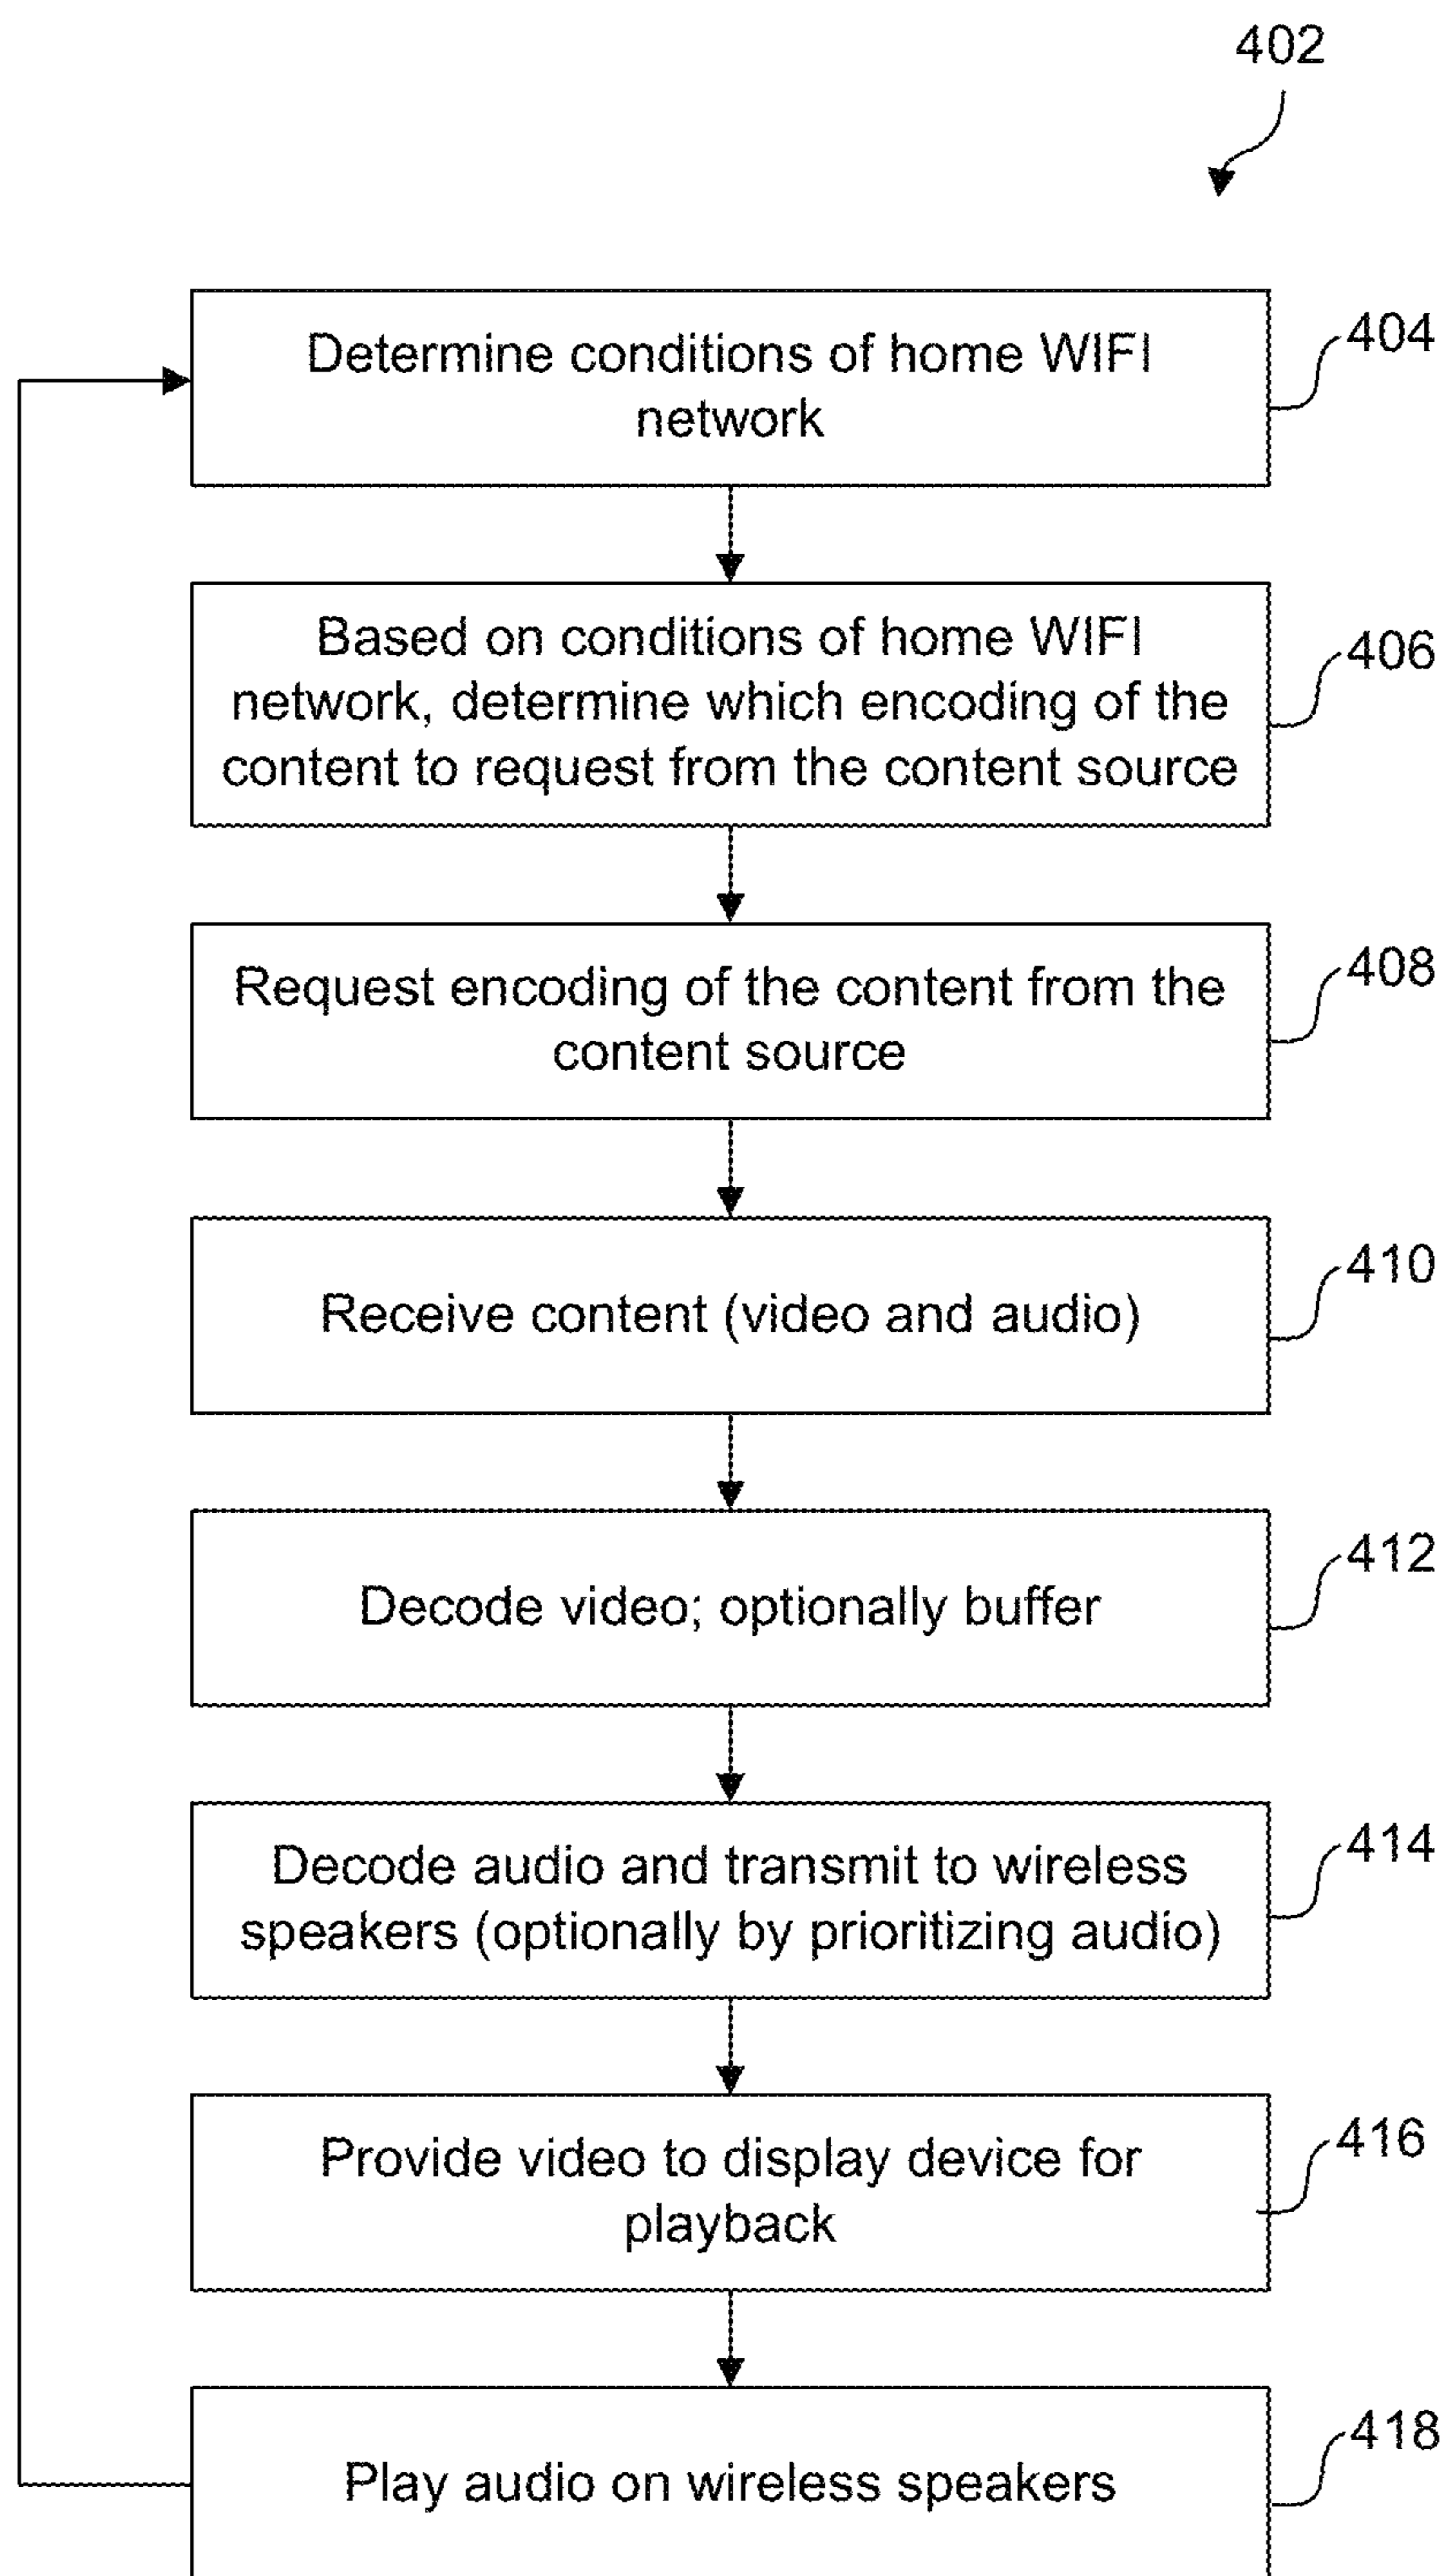 402
Determine conditions of home WIFI
network
404
Based on conditions of home WIFI
network, determine which encoding of the
content to request from the content source
406
Request encoding of the content from the
content source
408
Receive content (video and audio)
410
Decode video; optionally buffer
412
Decode audio and transmit to wireless
speakers (optionally by prioritizing audio)
414
Provide video to display device for
playback
416
Play audio on wireless speakers
418